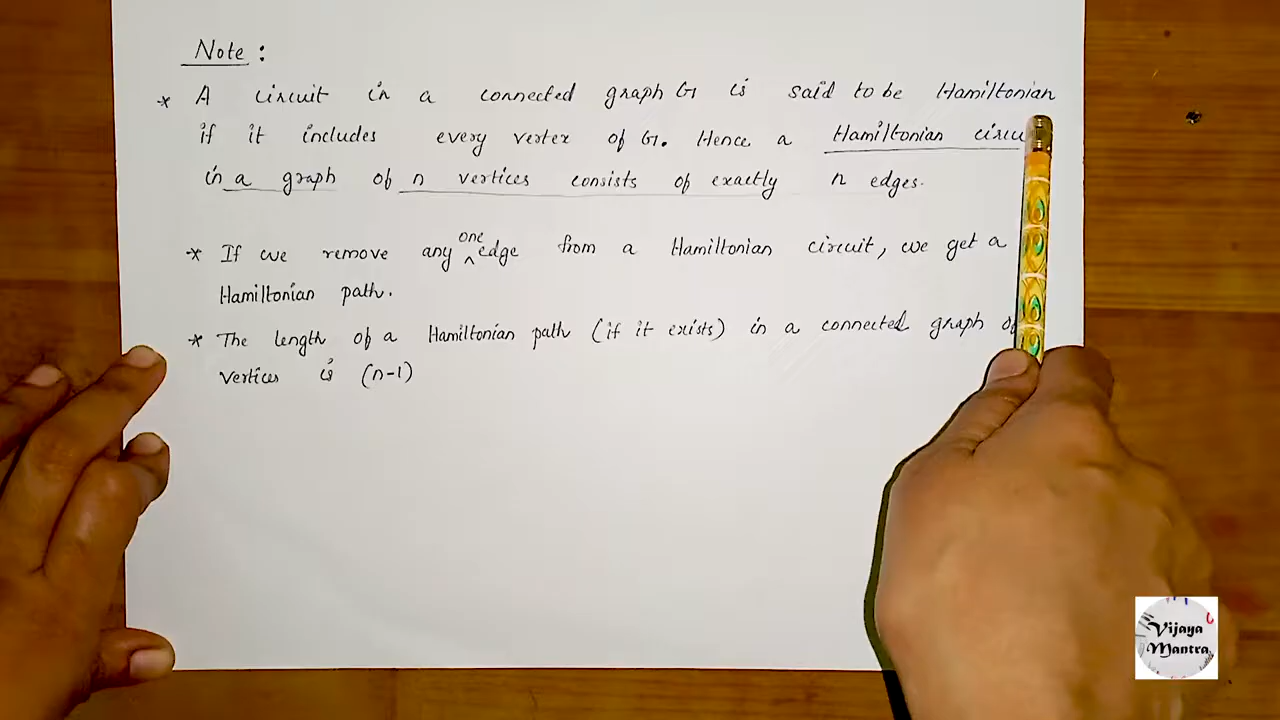 Note :
* A circuit in a connected graph G is said to be Hamiltonian
if it includes every vertex of G. Hence a Hamiltonian
in a graph of n vertices consists of exactly n edges.
* If we remove any one edge from a Hamiltonian circuit, we get a
Hamiltonian path.
* The length of a Hamiltonian path (if it exists) in a connected graph
vertices is (n-1)
Vijaya
Mantra